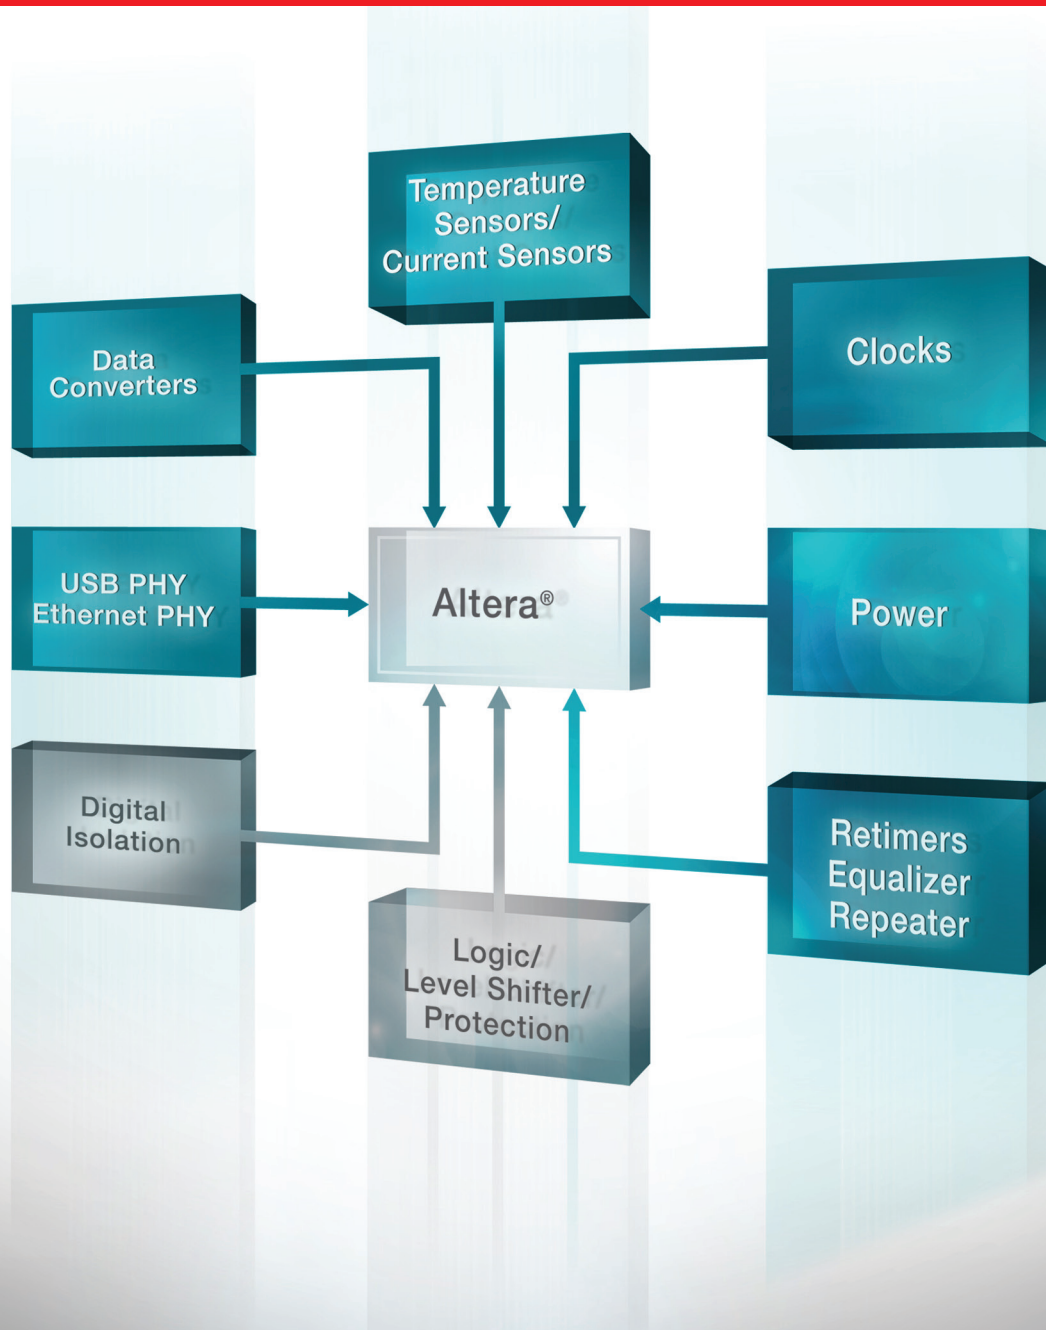 Temperature
Sensors/
Current Sensors
Data
Converters
Clocks
USB PHY
Ethernet PHY
Altera®
Power
Digital
Isolation
Retimers
Equalizer
Repeater
Logic/
Level Shifter/
Protection